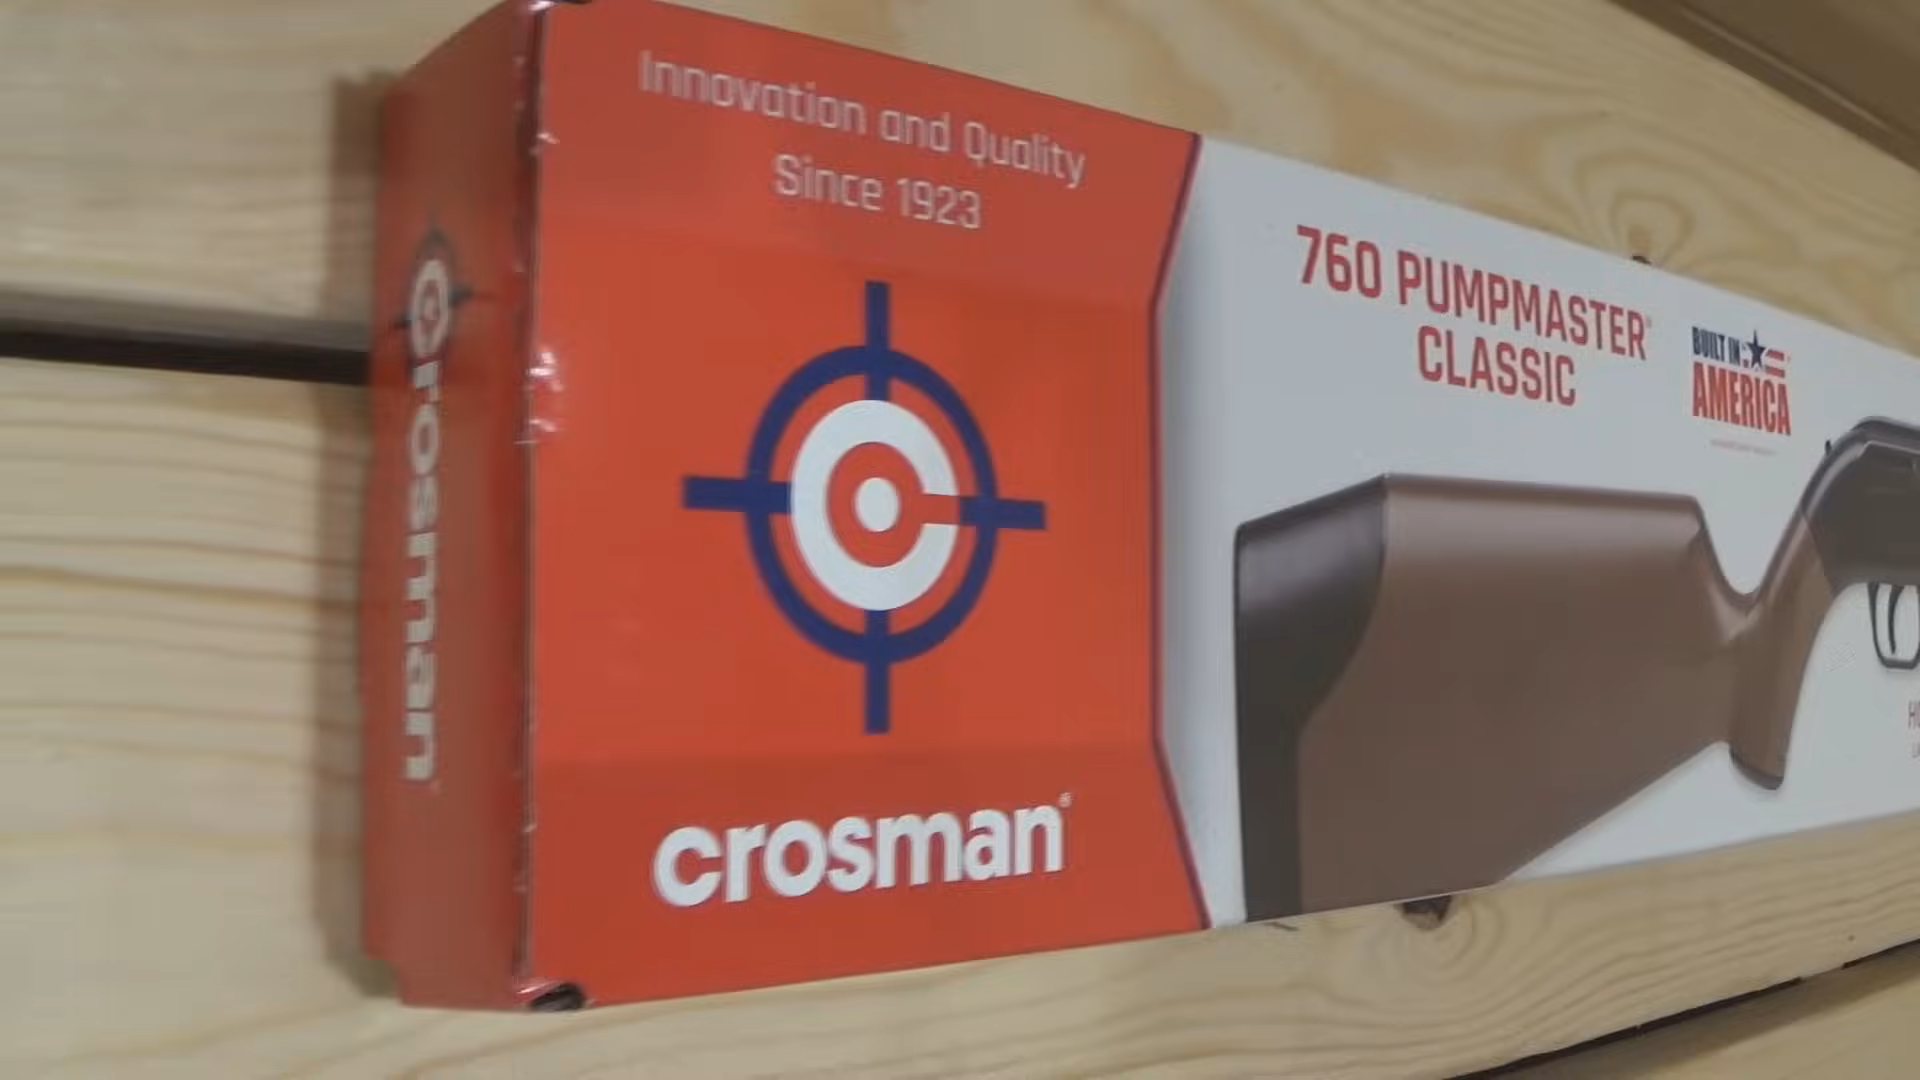 Innovation and Quality
Since 1923
crosman
crosman
760 PUMPMASTER
CLASSIC
BUILT IN
AMERICA